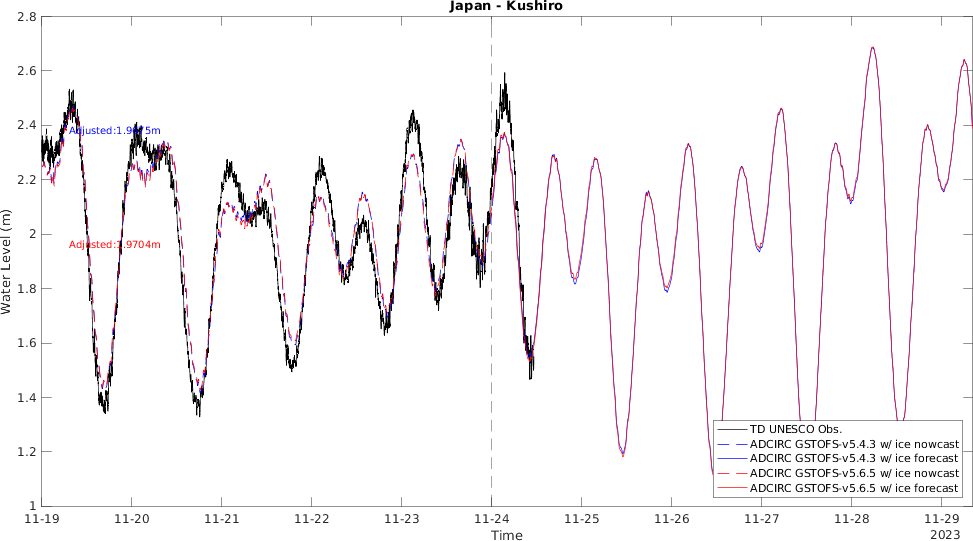 Japan - Kushiro
2.8
2.6
2.4
2.2
2
1.8
1.6
1.4
1.2
1
Water Level (m)
Adjusted:1.9704m
11-19
11-20
11-21
11-22
11-23
11-24
11-25
11-26
11-27
11-28
11-29
2023
Time
TD UNESCO Obs.
ADCIRC GSTOFS-v5.4.3 w/ ice nowcast
ADCIRC GSTOFS-v5.4.3 w/ ice forecast
ADCIRC GSTOFS-v5.6.5 w/ ice nowcast
ADCIRC GSTOFS-v5.6.5 w/ ice forecast